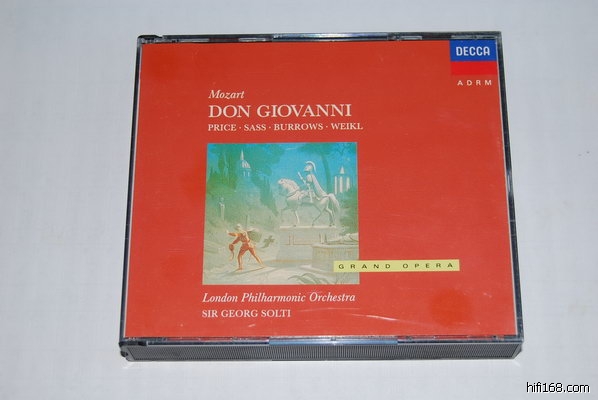 DECCA
ADRM
Mozart
DON GIOVANNI
PRICE · SASS · BURROWS · WEIKL
GRAND OPERA
London Philharmonic Orchestra
SIR GEORG SOLTI
hifi168.com